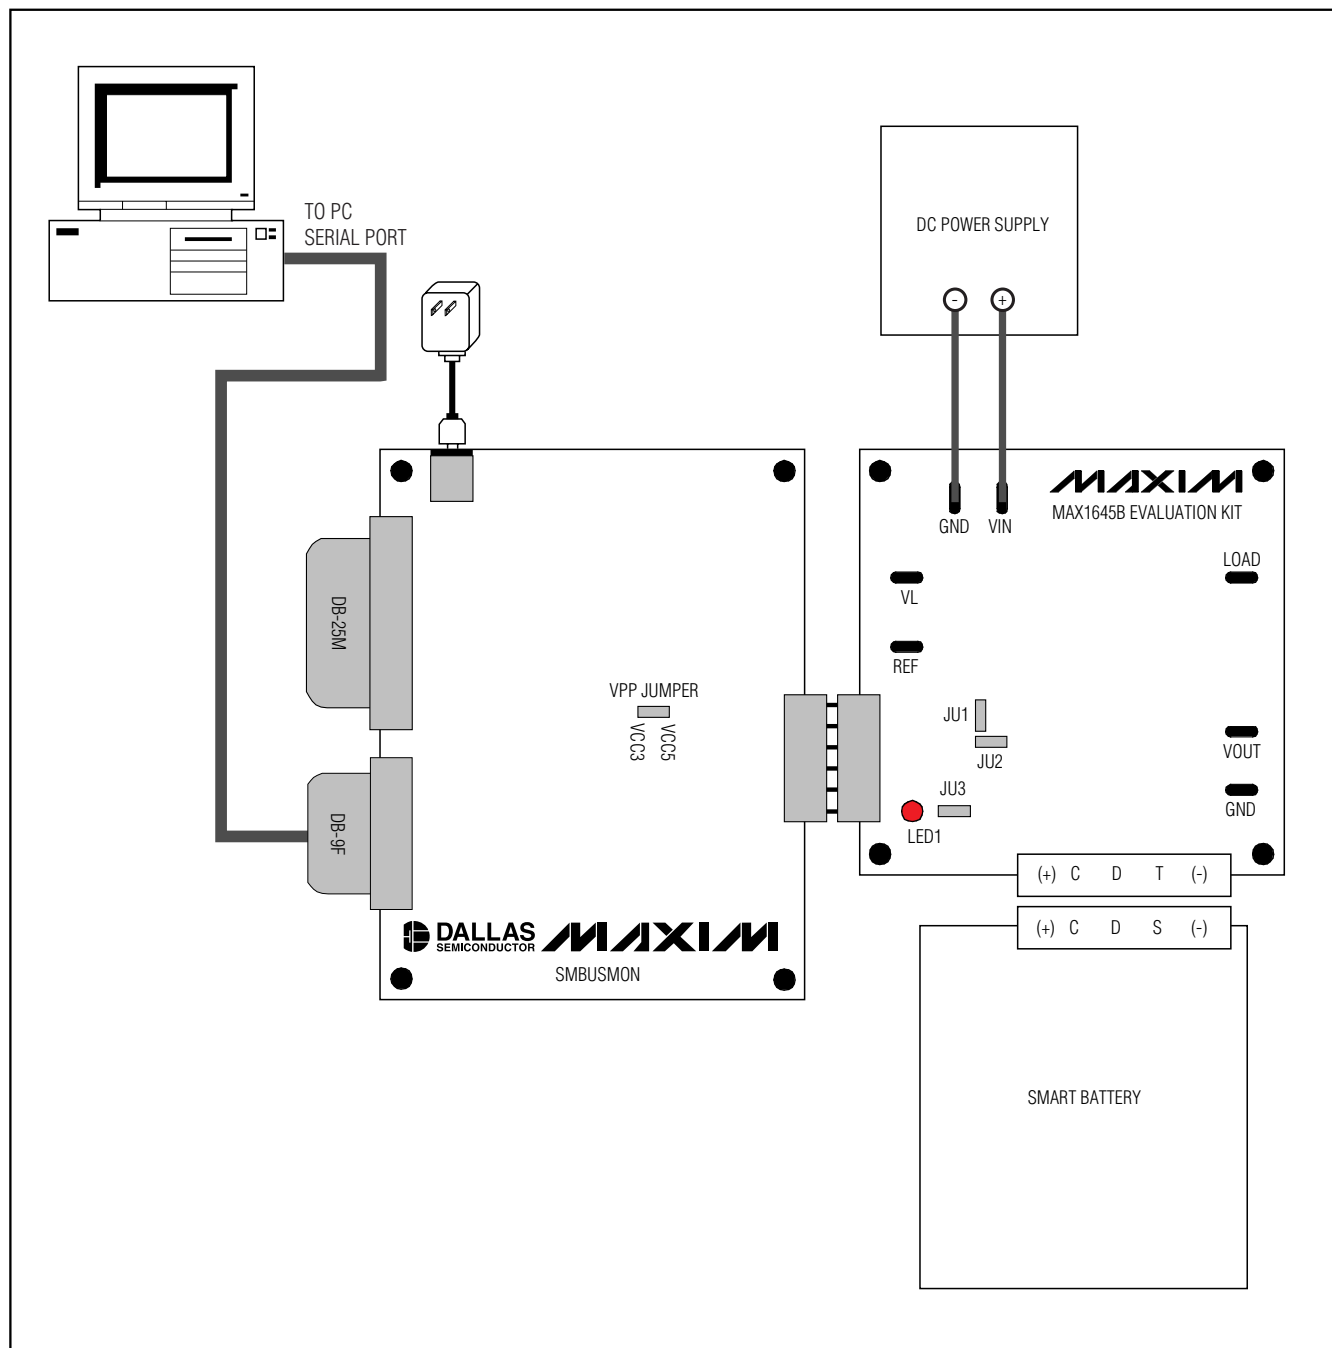 TO PC
SERIAL PORT
DC POWER SUPPLY
- +
MAXIM
MAX1645B EVALUATION KIT
GND VIN
LOAD
VL
REF
DB-25M
VPP JUMPER
VCC3 VCC5
JU1
JU2
VOUT
JU3
GND
LED1
DB-9F
(+) C D T (-)
(+) C D S (-)
DALLAS
SEMICONDUCTOR
MAXIM
SMBUSMON
SMART BATTERY